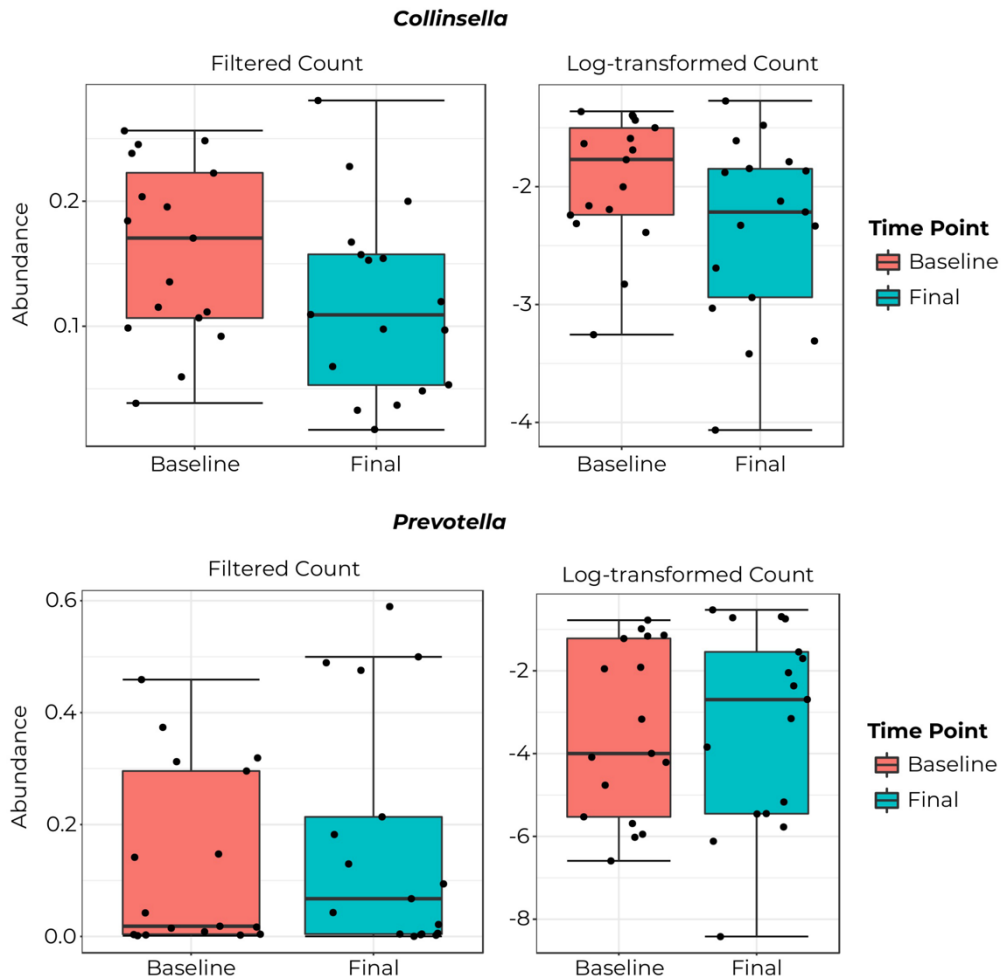 Collinsella
Filtered Count
Log-transformed Count
Abundance
0.2
0.1
-2
-3
-4
Baseline
Final
Baseline
Final
Time Point
Baseline
Final
Prevotella
Filtered Count
Log-transformed Count
Abundance
0.6
0.4
0.2
0.0
-2
-4
-6
-8
Baseline
Final
Baseline
Final
Time Point
Baseline
Final